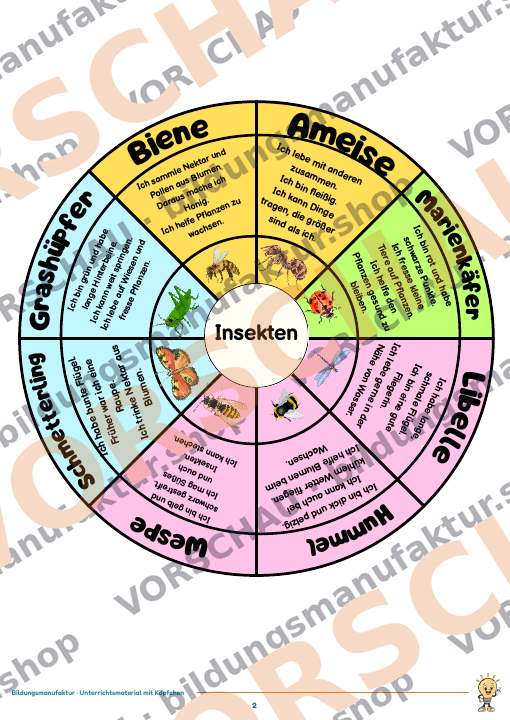 Biene
Ich sammle Nektar und
Pollen aus Blumen.
Daraus mache ich
Honig.
Ich helfe Pflanzen zu
wachsen.
Ameise
Ich lebe mit anderen
zusammen.
Ich bin fleißig.
Ich kann Dinge
tragen, die größer
sind als ich.
Marienkäfer
Ich bin rot und habe
schwarze Punkte.
Ich fresse kleine
Tiere auf Pflanzen.
Ich helfe den
Pflanzen gesund zu
bleiben.
Libelle
Ich habe lange,
schmale Flügel.
Ich bin eine gute
Fliegerin.
Ich lebe gerne in der
Nähe von Wasser.
Hummel
Ich bin dick und pelzig.
Ich kann auch bei
kühlem Wetter fliegen.
Ich helfe Blumen beim
Wachsen.
Wespe
Ich bin gelb und
schwarz gestreift.
Ich mag süßes
und auch
Insekten.
Ich kann stechen.
Schmetterling
Ich habe bunte Flügel.
Früher war ich eine
Raupe.
Ich trinke Nektar aus
Blumen.
Grashüpfer
Ich bin grün und habe
lange Hinterbeine.
Ich kann weit springen.
Ich lebe auf Wiesen und
fresse Pflanzen.
Insekten
VORSCHAU - bildungsmanufaktur.shop
Bildungsmanufaktur - Unterrichtsmaterial mit Köpfchen
2